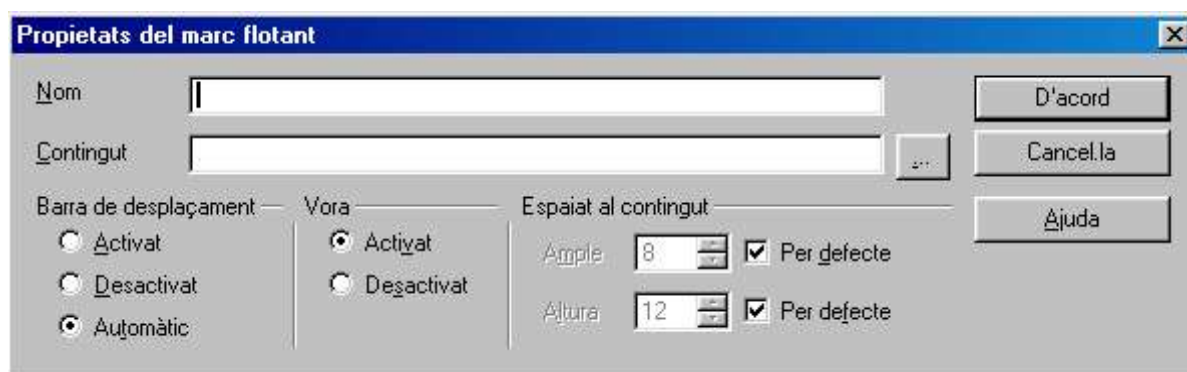 Propietats del marc flotant
Nom
D'acord
Contingut
...
Cancel.la
Ajuda
Barra de desplaçament
Vora
Espaiat al contingut
Activat
Activat
Ample
8
Per defecte
Desactivat
Desactivat
Altura
12
Per defecte
Automàtic